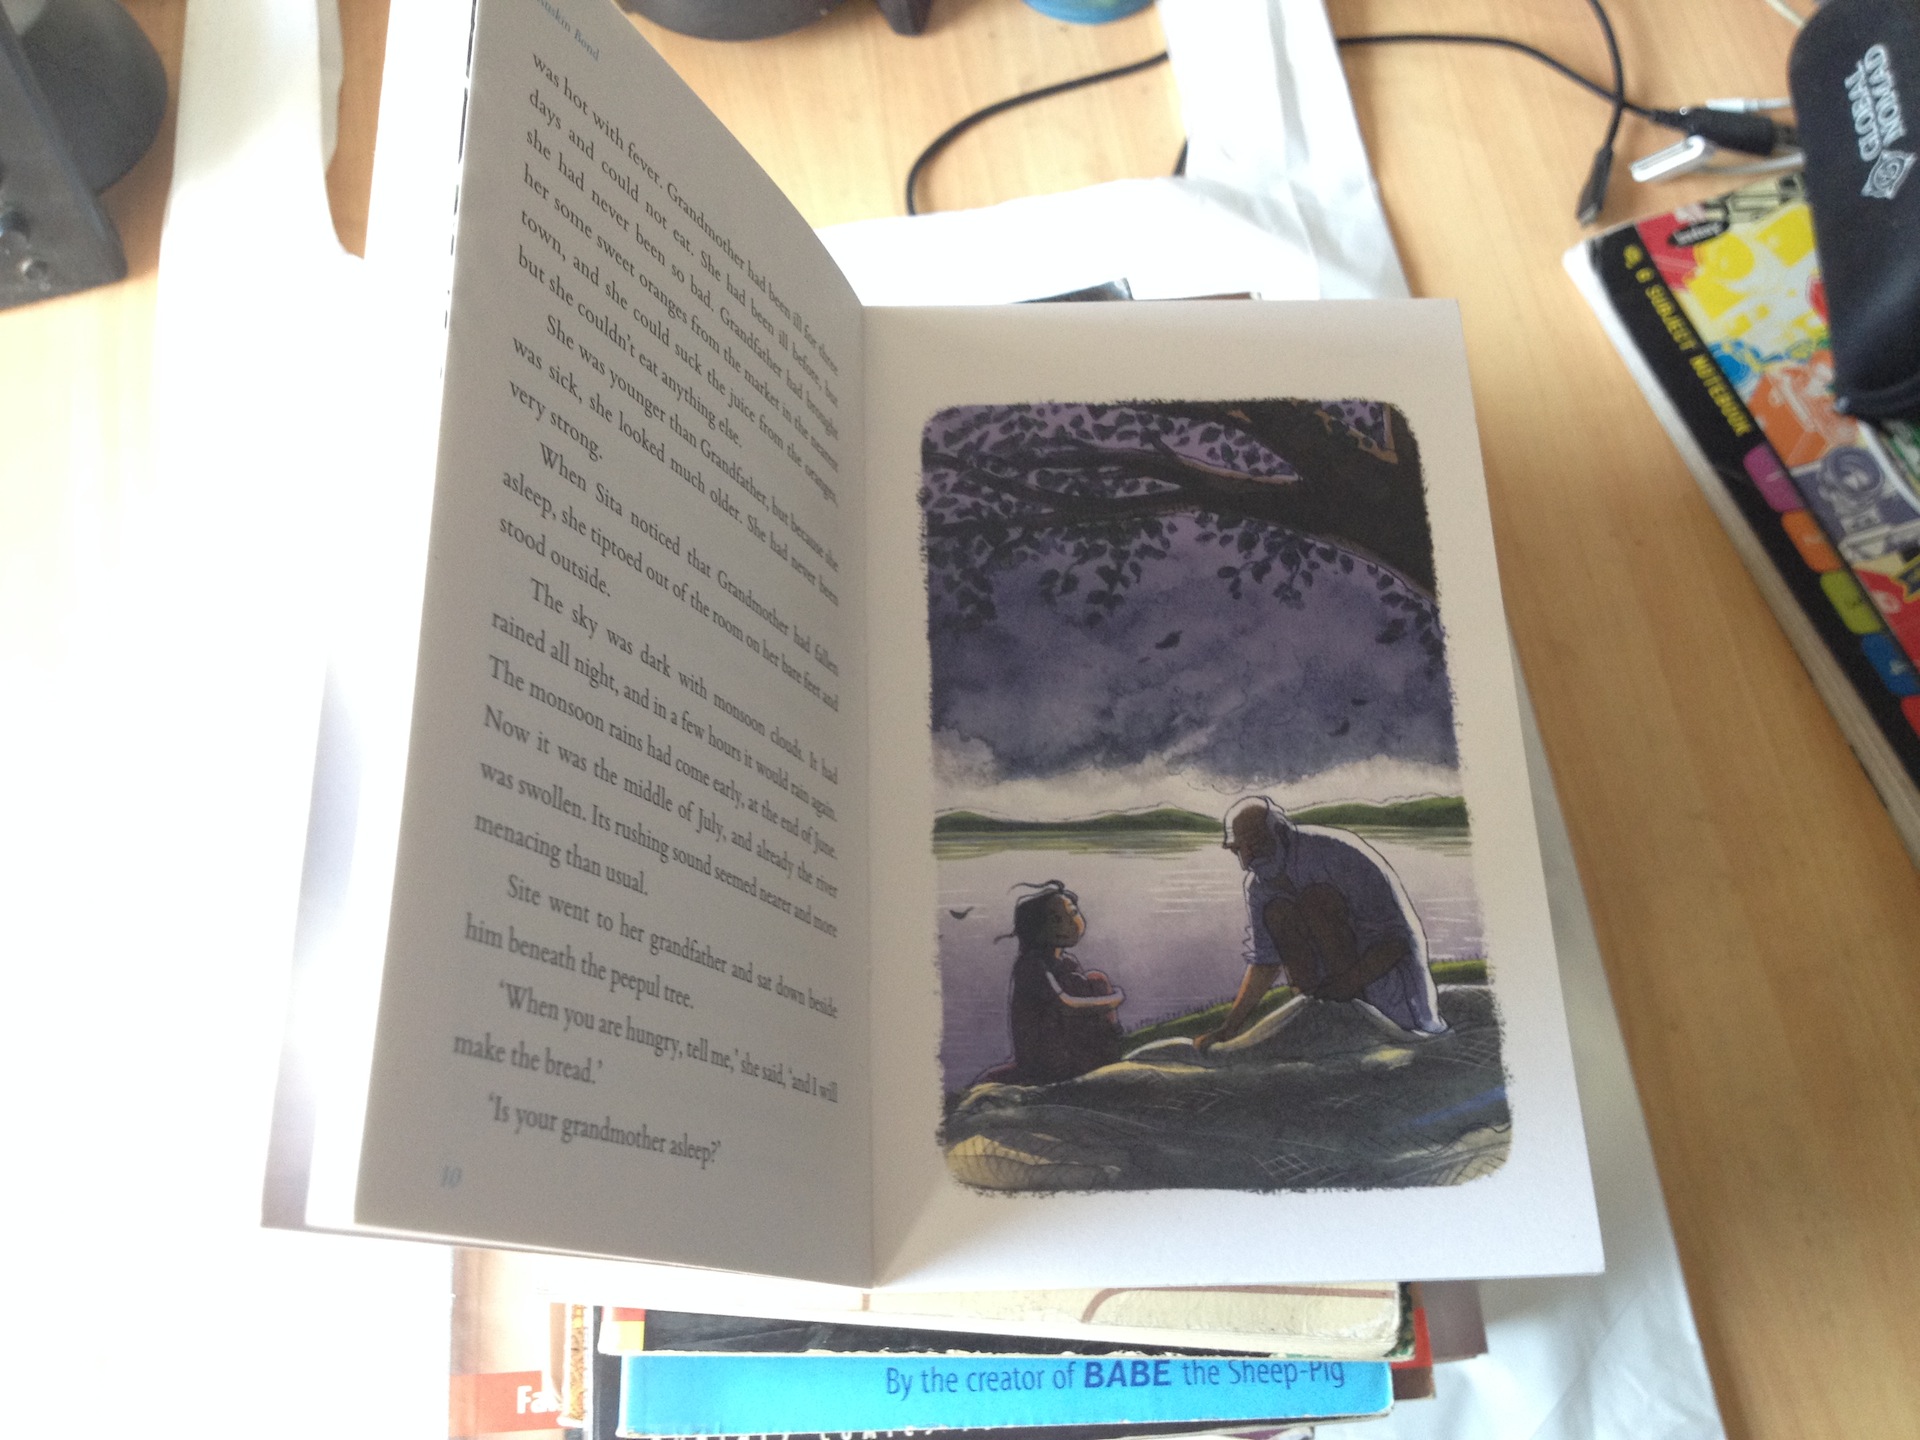 Ruskin Bond
was hot with fever. Grandmother had been ill for three
days and could not eat. She had been ill before, but
she had never been so bad. Grandfather had brought
her some sweet oranges from the market in the nearest
town, and she could suck the juice from the oranges,
but she couldn't eat anything else.
She was younger than Grandfather, but because she
was sick, she looked much older. She had never been
very strong.
When Sita noticed that Grandmother had fallen
asleep, she tiptoed out of the room on her bare feet and
stood outside.
The sky was dark with monsoon clouds. It had
rained all night, and in a few hours it would rain again.
The monsoon rains had come early, at the end of June.
Now it was the middle of July, and already the river
was swollen. Its rushing sound seemed nearer and more
menacing than usual.
Site went to her grandfather and sat down beside
him beneath the peepul tree.
'When you are hungry, tell me,' she said, 'and I will
make the bread.'
'Is your grandmother asleep?'
10
By the creator of BABE the Sheep-Pig
GLOBAL
NOMAD
6 SUBJECT NOTEBOOK